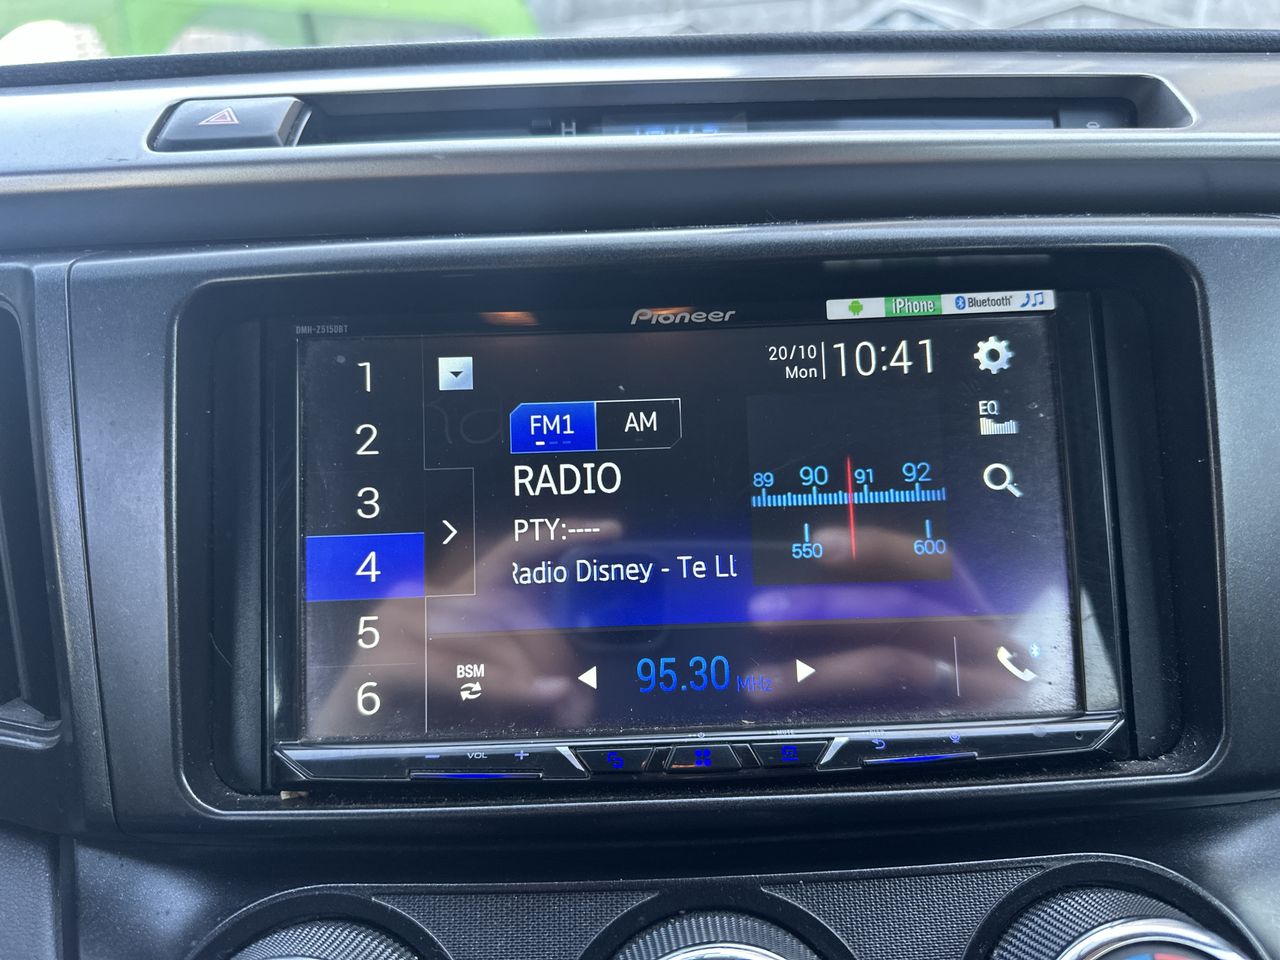 H
DMH-Z5150BT
Pioneer
iPhone
Bluetooth
1
2
3
4
5
6
20/10
Mon
10:41
EQ
FM1
AM
RADIO
PTY:----
Radio Disney - Te Ll
89 90 91 92
550 600
BSM
95.30 MHz
VOL
MUTE